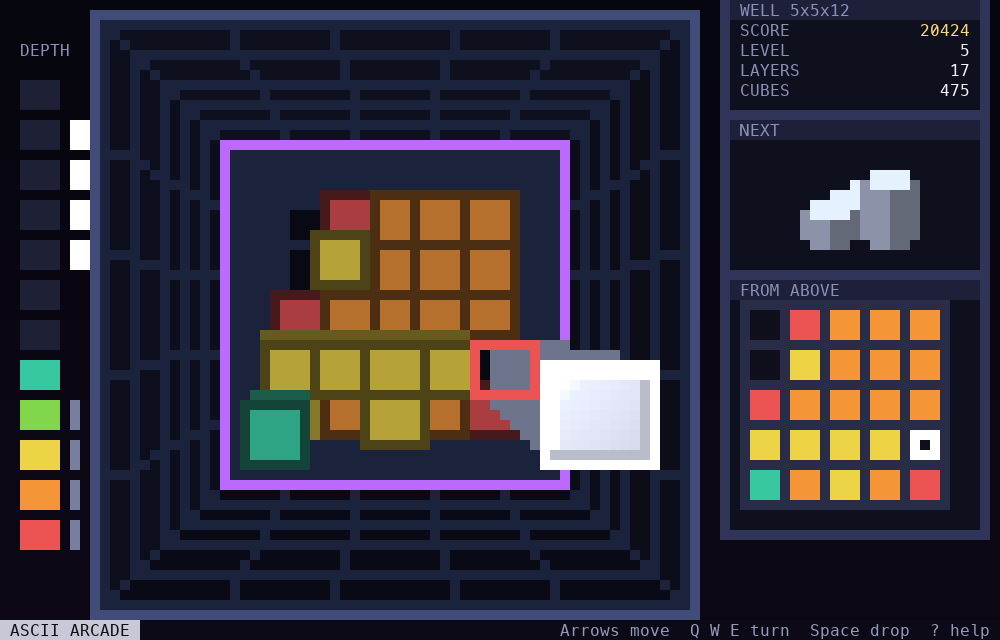 WELL 5x5x12
SCORE 20424
LEVEL 5
LAYERS 17
CUBES 475
DEPTH
NEXT
FROM ABOVE
ASCII ARCADE Arrows move Q W E turn Space drop ? help